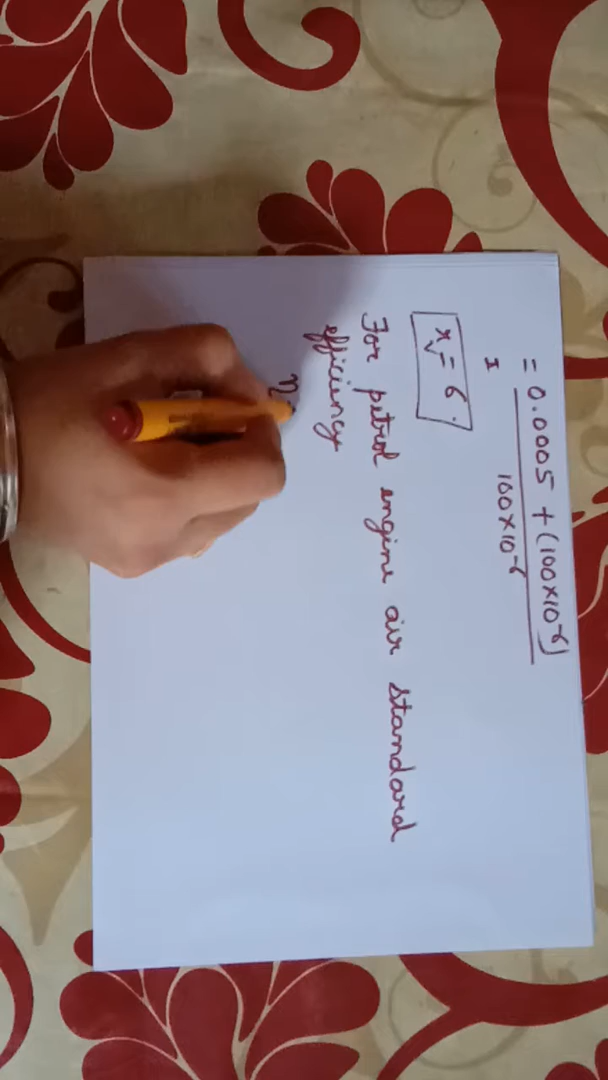 = 0.0005 + (100×10⁻⁶)
100×10⁻⁶
r = 6.
For petrol engine air standard
efficiency
η